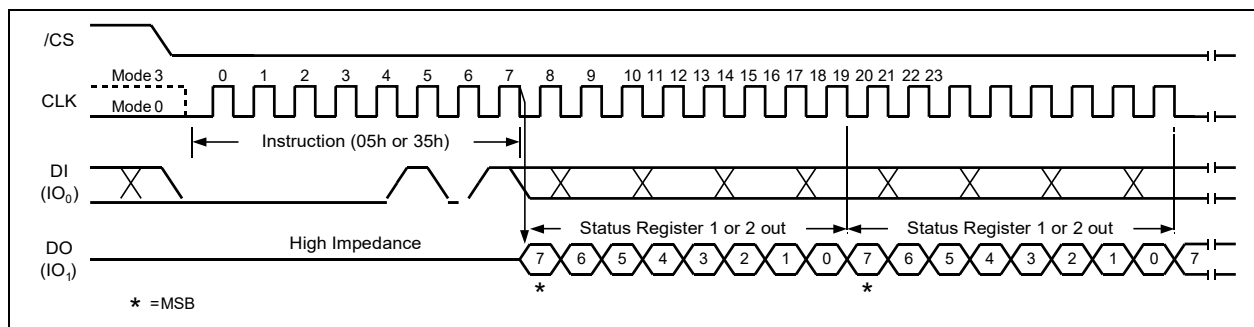 /CS
Mode 3
0 1 2 3 4 5 6 7 8 9 10 11 12 13 14 15 16 17 18 19 20 21 22 23
CLK
Mode 0
Instruction (05h or 35h)
DI
(IO0)
Status Register 1 or 2 out Status Register 1 or 2 out
High Impedance
DO
(IO1)
7 6 5 4 3 2 1 0 7 6 5 4 3 2 1 0 7
* *
* =MSB